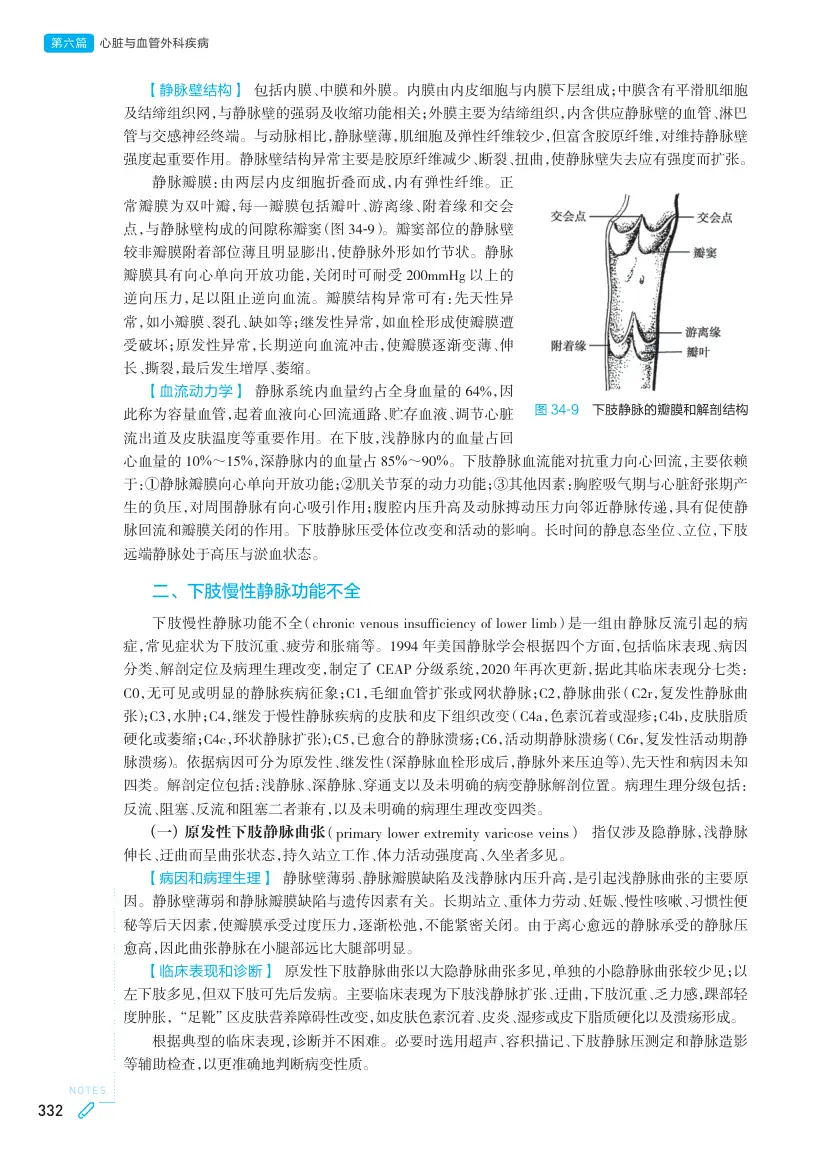 第六篇 心脏与血管外科疾病
【静脉壁结构】 包括内膜、中膜和外膜。内膜由内皮细胞与内膜下层组成；中膜含有平滑肌细胞
及结缔组织网，与静脉壁的强弱及收缩功能相关；外膜主要为结缔组织，内含供应静脉壁的血管、淋巴
管与交感神经终端。与动脉相比，静脉壁薄，肌细胞及弹性纤维较少，但富含胶原纤维，对维持静脉壁
强度起重要作用。静脉壁结构异常主要是胶原纤维减少、断裂、扭曲，使静脉壁失去应有强度而扩张。
静脉瓣膜：由两层内皮细胞折叠而成，内有弹性纤维。正
常瓣膜为双叶瓣，每一瓣膜包括瓣叶、游离缘、附着缘和交会
点，与静脉壁构成的间隙称瓣窦（图 34-9）。瓣窦部位的静脉壁
较非瓣膜附着部位薄且明显膨出，使静脉外形如竹节状。静脉
瓣膜具有向心单向开放功能，关闭时可耐受 200mmHg 以上的
逆向压力，足以阻止逆向血流。瓣膜结构异常可有：先天性异
常，如小瓣膜、裂孔、缺如等；继发性异常，如血栓形成使瓣膜遭
受破坏；原发性异常，长期逆向血流冲击，使瓣膜逐渐变薄、伸
长、撕裂，最后发生增厚、萎缩。
交会点
交会点
瓣窦
游离缘
附着缘
瓣叶
图 34-9 下肢静脉的瓣膜和解剖结构
【血流动力学】 静脉系统内血量约占全身血量的 64%，因
此称为容量血管，起着血液向心回流通路、贮存血液、调节心脏
流出道及皮肤温度等重要作用。在下肢，浅静脉内的血量占回
心血量的 10%～15%，深静脉内的血量占 85%～90%。下肢静脉血流能对抗重力向心回流，主要依赖
于：①静脉瓣膜向心单向开放功能；②肌关节泵的动力功能；③其他因素：胸腔吸气期与心脏舒张期产
生的负压，对周围静脉有向心吸引作用；腹腔内压升高及动脉搏动压力向邻近静脉传递，具有促使静
脉回流和瓣膜关闭的作用。下肢静脉压受体位改变和活动的影响。长时间的静息态坐位、立位，下肢
远端静脉处于高压与淤血状态。
二、下肢慢性静脉功能不全
下肢慢性静脉功能不全（chronic venous insufficiency of lower limb）是一组由静脉反流引起的病
症，常见症状为下肢沉重、疲劳和胀痛等。1994 年美国静脉学会根据四个方面，包括临床表现、病因
分类、解剖定位及病理生理改变，制定了 CEAP 分级系统，2020 年再次更新，据此其临床表现分七类：
C0，无可见或明显的静脉疾病征象；C1，毛细血管扩张或网状静脉；C2，静脉曲张（C2r，复发性静脉曲
张）；C3，水肿；C4，继发于慢性静脉疾病的皮肤和皮下组织改变（C4a，色素沉着或湿疹；C4b，皮肤脂质
硬化或萎缩；C4c，环状静脉扩张）；C5，已愈合的静脉溃疡；C6，活动期静脉溃疡（C6r，复发性活动期静
脉溃疡）。依据病因可分为原发性、继发性（深静脉血栓形成后，静脉外来压迫等）、先天性和病因未知
四类。解剖定位包括：浅静脉、深静脉、穿通支以及未明确的病变静脉解剖位置。病理生理分级包括：
反流、阻塞、反流和阻塞二者兼有，以及未明确的病理生理改变四类。
（一）原发性下肢静脉曲张（primary lower extremity varicose veins） 指仅涉及隐静脉，浅静脉
伸长、迂曲而呈曲张状态，持久站立工作、体力活动强度高、久坐者多见。
【病因和病理生理】 静脉壁薄弱、静脉瓣膜缺陷及浅静脉内压升高，是引起浅静脉曲张的主要原
因。静脉壁薄弱和静脉瓣膜缺陷与遗传因素有关。长期站立、重体力劳动、妊娠、慢性咳嗽、习惯性便
秘等后天因素，使瓣膜承受过度压力，逐渐松弛，不能紧密关闭。由于离心愈远的静脉承受的静脉压
愈高，因此曲张静脉在小腿部远比大腿部明显。
【临床表现和诊断】 原发性下肢静脉曲张以大隐静脉曲张多见，单独的小隐静脉曲张较少见；以
左下肢多见，但双下肢可先后发病。主要临床表现为下肢浅静脉扩张、迂曲，下肢沉重、乏力感，踝部轻
度肿胀，“足靴”区皮肤营养障碍性改变，如皮肤色素沉着、皮炎、湿疹或皮下脂质硬化以及溃疡形成。
根据典型的临床表现，诊断并不困难。必要时选用超声、容积描记、下肢静脉压测定和静脉造影
等辅助检查，以更准确地判断病变性质。
NOTES
332